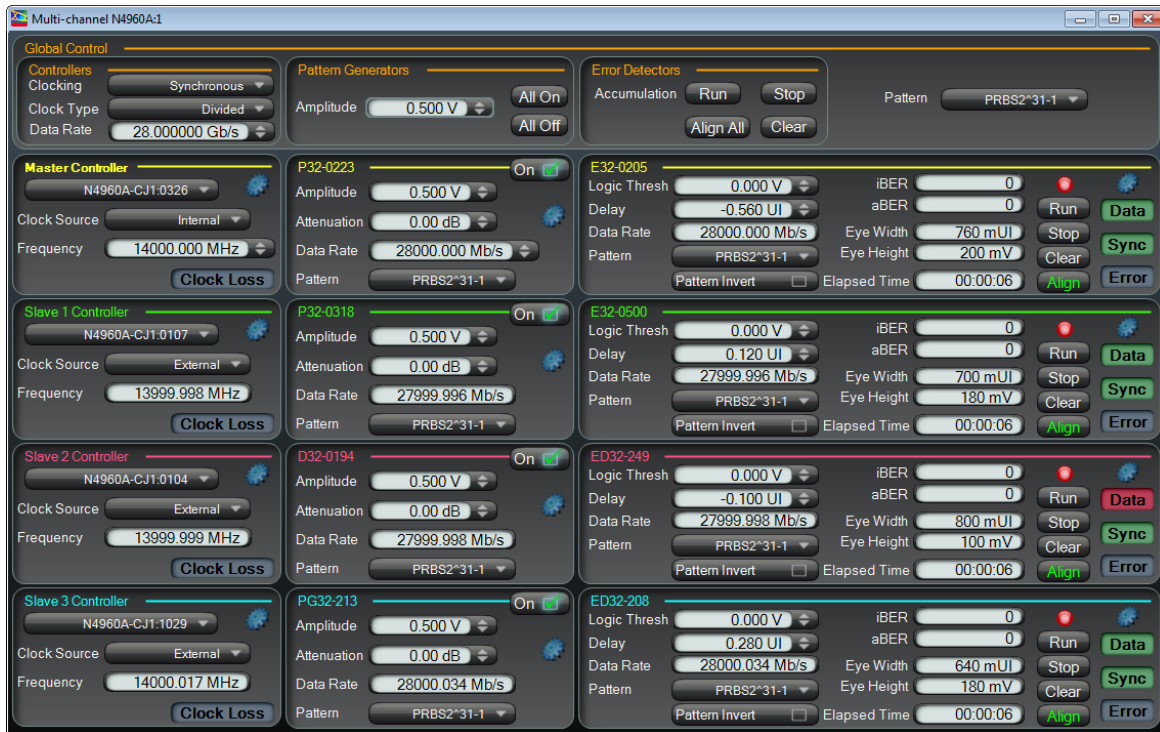 Multi-channel N4960A:1
Global Control
Controllers
Clocking Synchronous
Clock Type Divided
Data Rate 28.000000 Gb/s
Pattern Generators
Amplitude 0.500 V
All On
All Off
Error Detectors
Accumulation Run Stop
Align All Clear
Pattern PRBS2^31-1
Master Controller
N4960A-CJ1:0326
Clock Source Internal
Frequency 14000.000 MHz
Clock Loss
P32-0223 On
Amplitude 0.500 V
Attenuation 0.00 dB
Data Rate 28000.000 Mb/s
Pattern PRBS2^31-1
E32-0205
Logic Thresh 0.000 V
Delay -0.560 UI
Data Rate 28000.000 Mb/s
Pattern PRBS2^31-1
Pattern Invert
iBER 0
aBER 0
Eye Width 760 mUI
Eye Height 200 mV
Elapsed Time 00:00:06
Run
Stop
Clear
Align
Data
Sync
Error
Slave 1 Controller
N4960A-CJ1:0107
Clock Source External
Frequency 13999.998 MHz
Clock Loss
P32-0318 On
Amplitude 0.500 V
Attenuation 0.00 dB
Data Rate 27999.996 Mb/s
Pattern PRBS2^31-1
E32-0500
Logic Thresh 0.000 V
Delay 0.120 UI
Data Rate 27999.996 Mb/s
Pattern PRBS2^31-1
Pattern Invert
iBER 0
aBER 0
Eye Width 700 mUI
Eye Height 180 mV
Elapsed Time 00:00:06
Run
Stop
Clear
Align
Data
Sync
Error
Slave 2 Controller
N4960A-CJ1:0104
Clock Source External
Frequency 13999.999 MHz
Clock Loss
D32-0194 On
Amplitude 0.500 V
Attenuation 0.00 dB
Data Rate 27999.998 Mb/s
Pattern PRBS2^31-1
ED32-249
Logic Thresh 0.000 V
Delay -0.100 UI
Data Rate 27999.998 Mb/s
Pattern PRBS2^31-1
Pattern Invert
iBER 0
aBER 0
Eye Width 800 mUI
Eye Height 100 mV
Elapsed Time 00:00:06
Run
Stop
Clear
Align
Data
Sync
Error
Slave 3 Controller
N4960A-CJ1:1029
Clock Source External
Frequency 14000.017 MHz
Clock Loss
PG32-213 On
Amplitude 0.500 V
Attenuation 0.00 dB
Data Rate 28000.034 Mb/s
Pattern PRBS2^31-1
ED32-208
Logic Thresh 0.000 V
Delay 0.280 UI
Data Rate 28000.034 Mb/s
Pattern PRBS2^31-1
Pattern Invert
iBER 0
aBER 0
Eye Width 640 mUI
Eye Height 180 mV
Elapsed Time 00:00:06
Run
Stop
Clear
Align
Data
Sync
Error